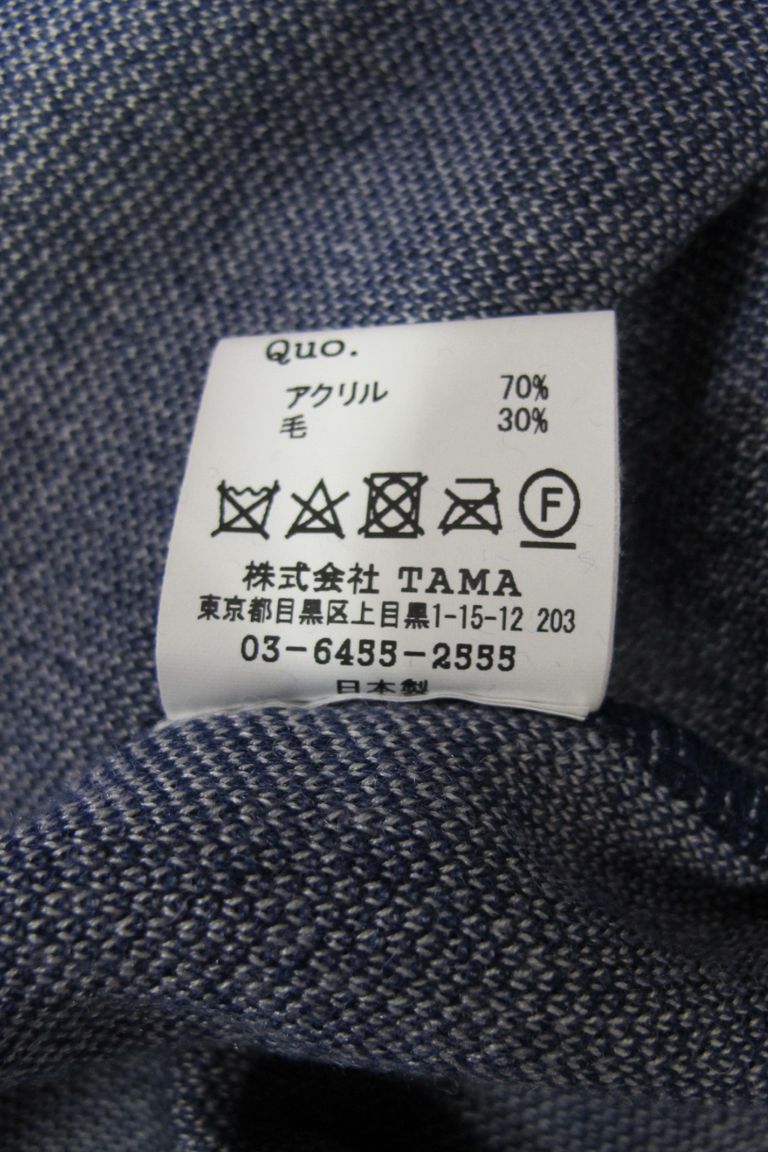 Quo.
アクリル 70%
毛 30%
F
株式会社 TAMA
東京都目黒区上目黒1-15-12 203
03-6455-2555
日本製